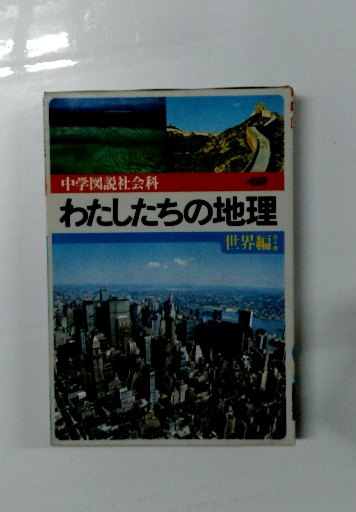 中学図説社会科
わたしたちの地理
世界編